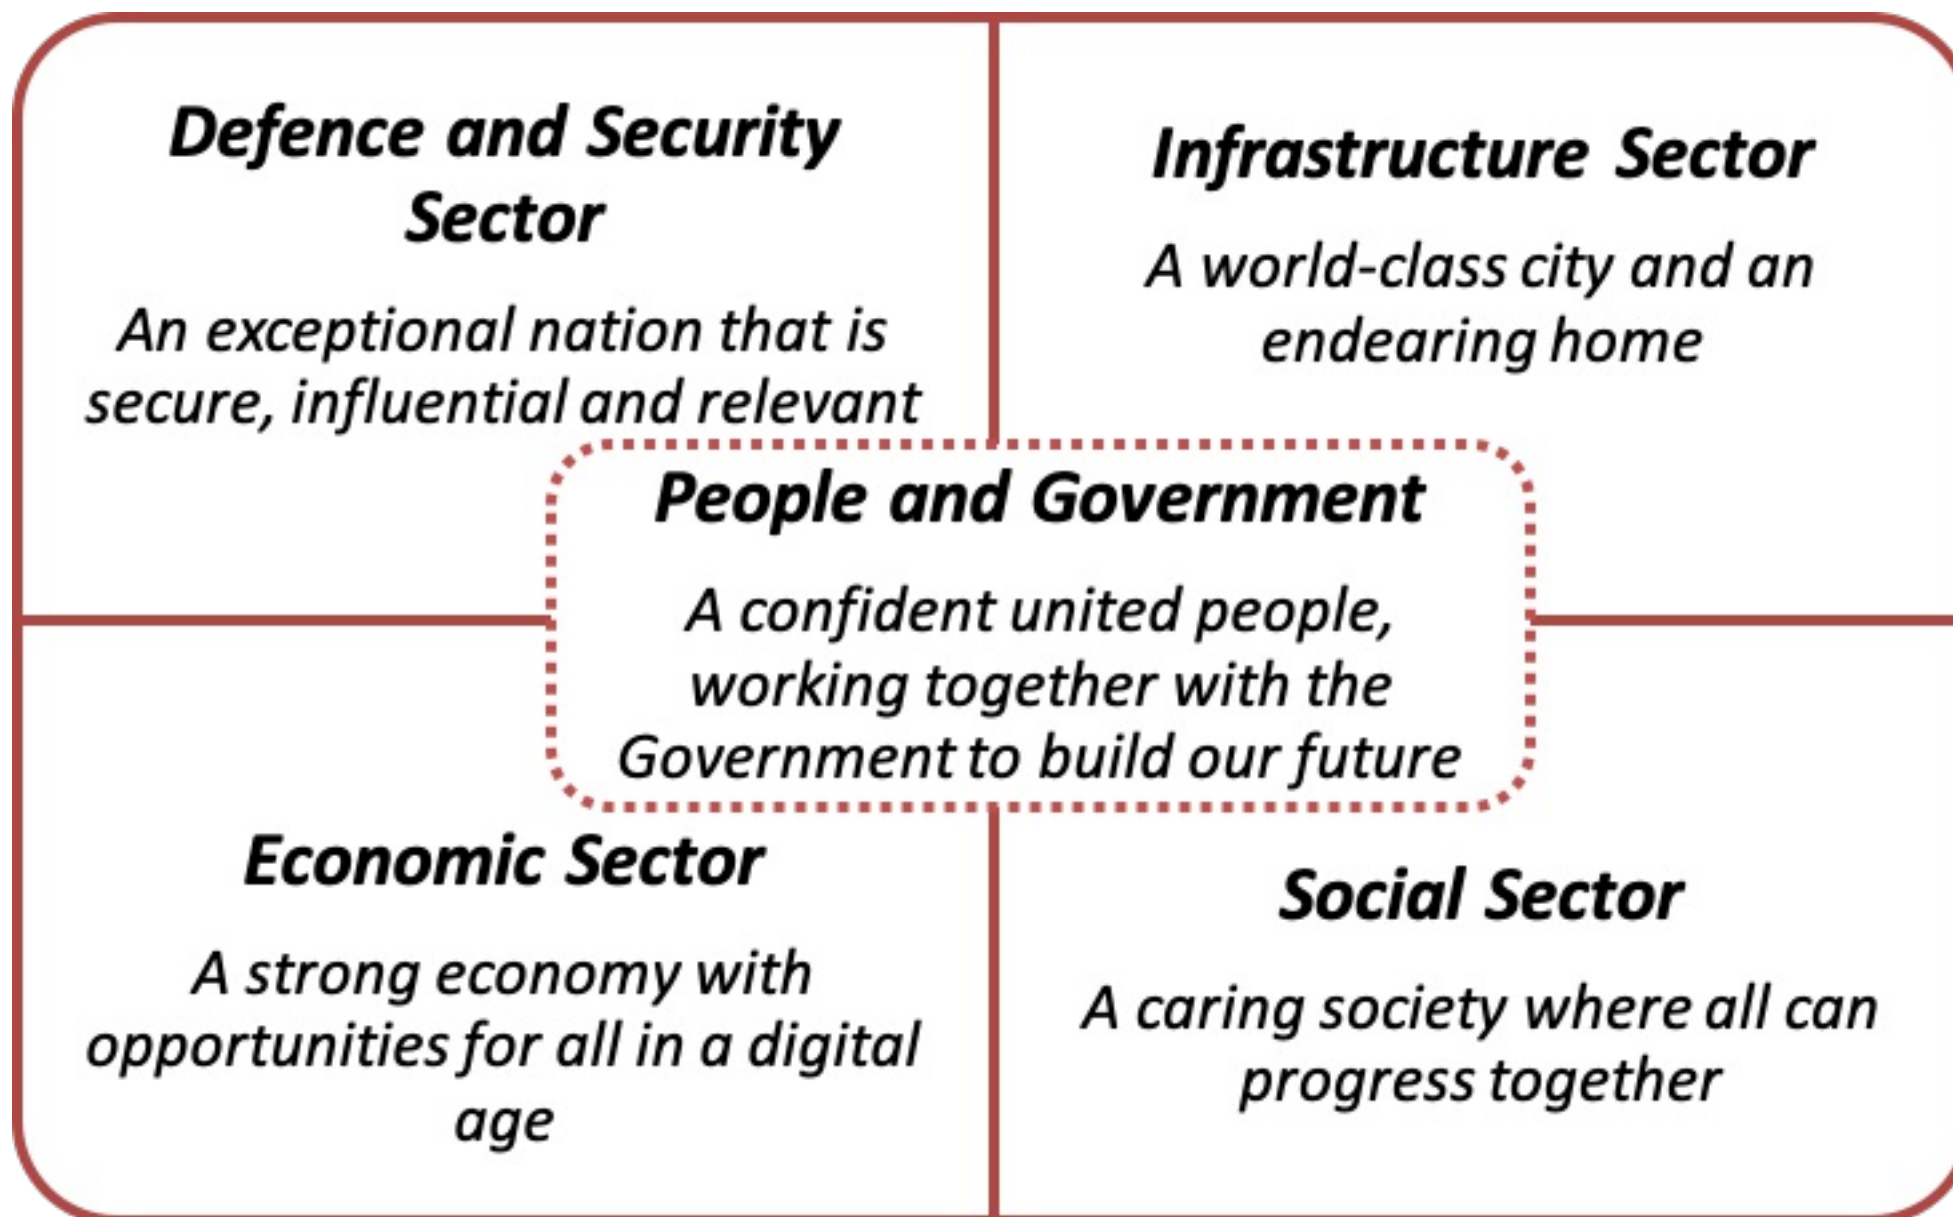 Defence and Security
Sector
An exceptional nation that is
secure, influential and relevant
Infrastructure Sector
A world-class city and an
endearing home
People and Government
A confident united people,
working together with the
Government to build our future
Economic Sector
A strong economy with
opportunities for all in a digital
age
Social Sector
A caring society where all can
progress together